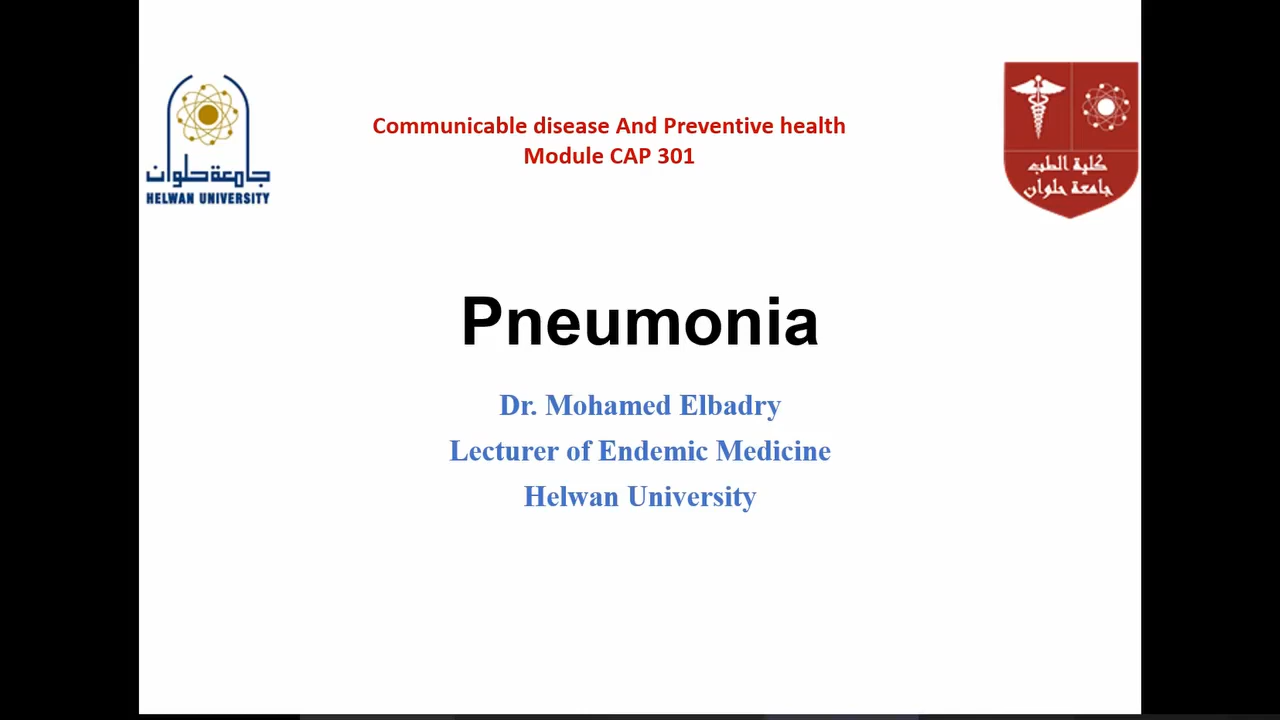 جامعة حلوان
HELWAN UNIVERSITY
Communicable disease And Preventive health
Module CAP 301
كلية الطب
جامعة حلوان
Pneumonia
Dr. Mohamed Elbadry
Lecturer of Endemic Medicine
Helwan University